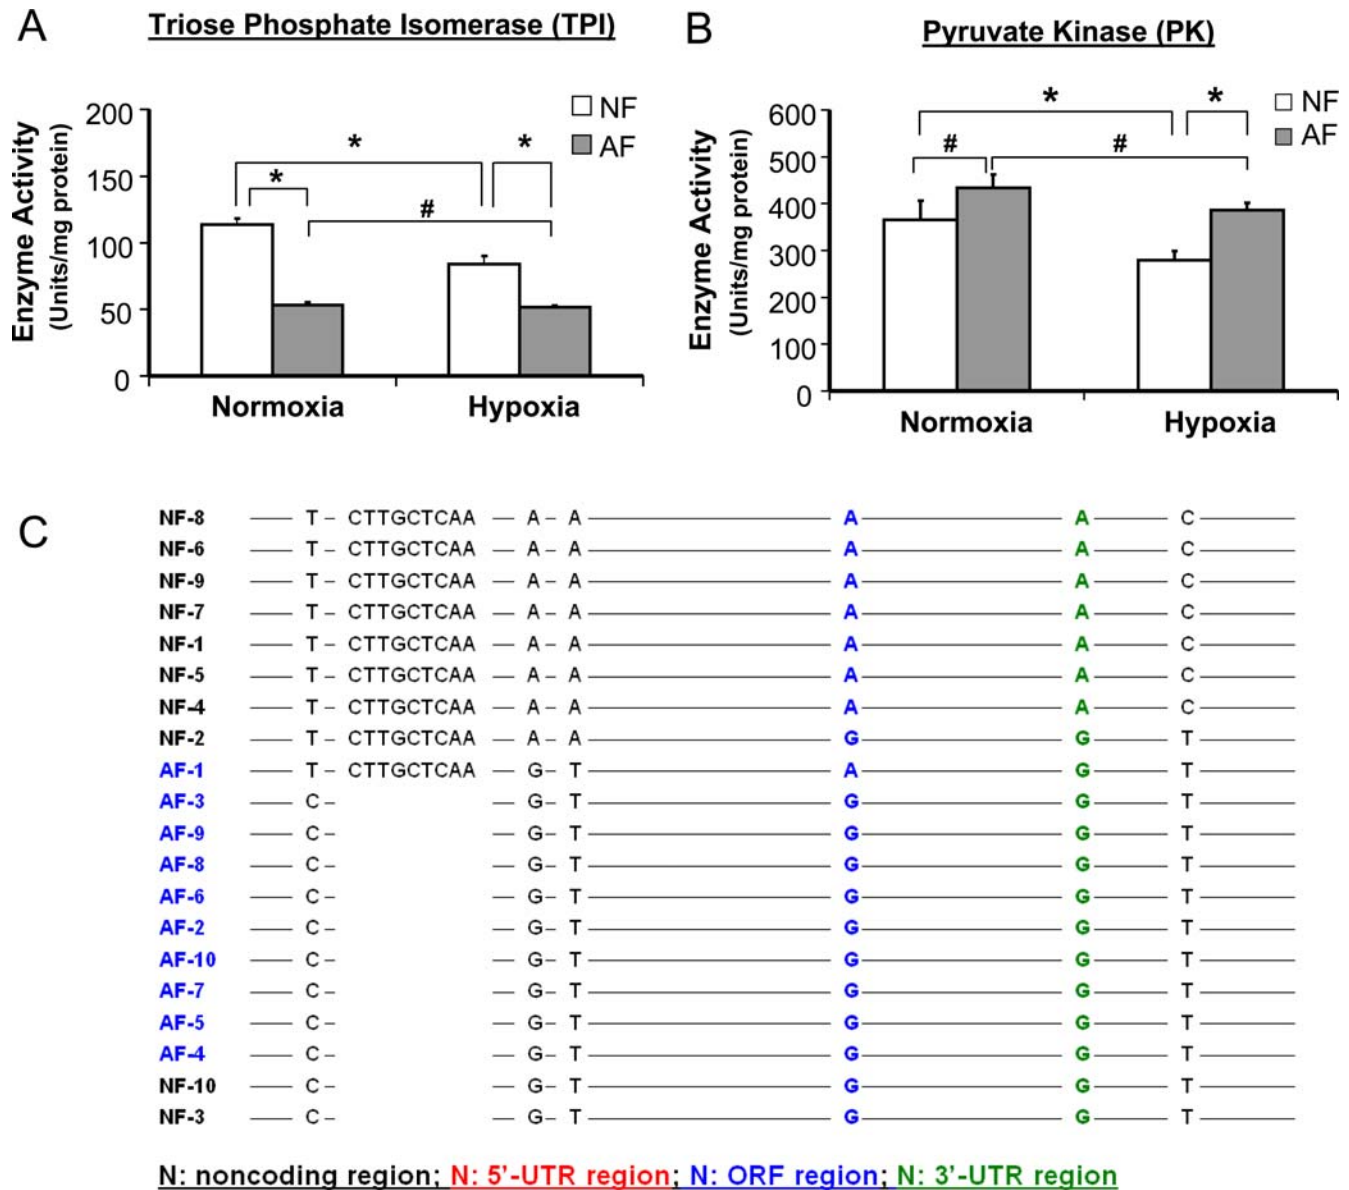 A
Triose Phosphate Isomerase (TPI)
Enzyme Activity
(Units/mg protein)
200
150
100
50
0
NF
AF
*
*
*
#
Normoxia
Hypoxia
B
Pyruvate Kinase (PK)
Enzyme Activity
(Units/mg protein)
600
500
400
300
200
100
0
NF
AF
*
*
#
#
Normoxia
Hypoxia
C
NF-8 — T – CTTGCTCAA — A – A — A — A — C —
NF-6 — T – CTTGCTCAA — A – A — A — A — C —
NF-9 — T – CTTGCTCAA — A – A — A — A — C —
NF-7 — T – CTTGCTCAA — A – A — A — A — C —
NF-1 — T – CTTGCTCAA — A – A — A — A — C —
NF-5 — T – CTTGCTCAA — A – A — A — A — C —
NF-4 — T – CTTGCTCAA — A – A — A — A — C —
NF-2 — T – CTTGCTCAA — A – A — G — G — T —
AF-1 — T – CTTGCTCAA — G – T — A — G — T —
AF-3 — C – — G – T — G — G — T —
AF-9 — C – — G – T — G — G — T —
AF-8 — C – — G – T — G — G — T —
AF-6 — C – — G – T — G — G — T —
AF-2 — C – — G – T — G — G — T —
AF-10 — C – — G – T — G — G — T —
AF-7 — C – — G – T — G — G — T —
AF-5 — C – — G – T — G — G — T —
AF-4 — C – — G – T — G — G — T —
NF-10 — C – — G – T — G — G — T —
NF-3 — C – — G – T — G — G — T —
N: noncoding region; N: 5'-UTR region; N: ORF region; N: 3'-UTR region